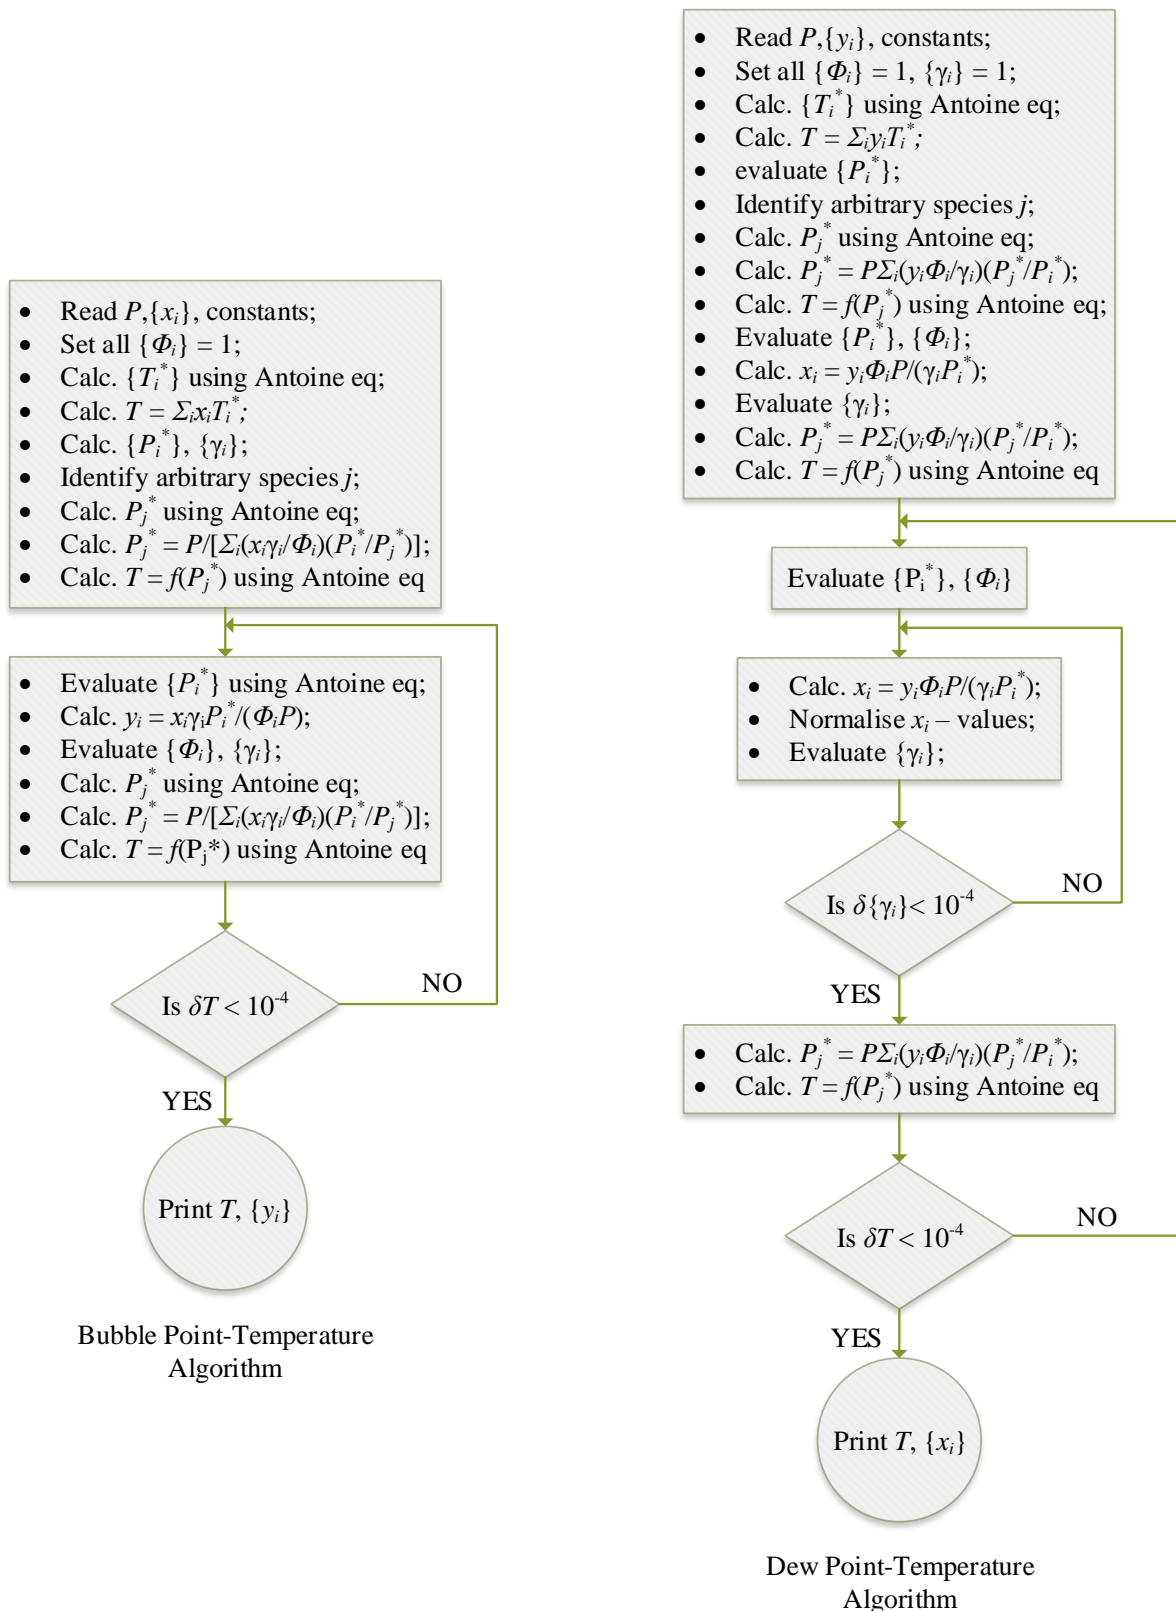 • Read P,{xᵢ}, constants;
• Set all {Φᵢ} = 1;
• Calc. {Tᵢ*} using Antoine eq;
• Calc. T = ΣᵢxᵢTᵢ*;
• Calc. {Pᵢ*}, {γᵢ};
• Identify arbitrary species j;
• Calc. Pⱼ* using Antoine eq;
• Calc. Pⱼ* = P/[Σᵢ(xᵢγᵢ/Φᵢ)(Pᵢ*/Pⱼ*)];
• Calc. T = f(Pⱼ*) using Antoine eq
• Evaluate {Pᵢ*} using Antoine eq;
• Calc. yᵢ = xᵢγᵢPᵢ*/(ΦᵢP);
• Evaluate {Φᵢ}, {γᵢ};
• Calc. Pⱼ* using Antoine eq;
• Calc. Pⱼ* = P/[Σᵢ(xᵢγᵢ/Φᵢ)(Pᵢ*/Pⱼ*)];
• Calc. T = f(Pⱼ*) using Antoine eq
Is δT < 10⁻⁴
NO
YES
Print T, {yᵢ}
Bubble Point-Temperature
Algorithm
• Read P,{yᵢ}, constants;
• Set all {Φᵢ} = 1, {γᵢ} = 1;
• Calc. {Tᵢ*} using Antoine eq;
• Calc. T = ΣᵢyᵢTᵢ*;
• evaluate {Pᵢ*};
• Identify arbitrary species j;
• Calc. Pⱼ* using Antoine eq;
• Calc. Pⱼ* = PΣᵢ(yᵢΦᵢ/γᵢ)(Pⱼ*/Pᵢ*);
• Calc. T = f(Pⱼ*) using Antoine eq;
• Evaluate {Pᵢ*}, {Φᵢ};
• Calc. xᵢ = yᵢΦᵢP/(γᵢPᵢ*);
• Evaluate {γᵢ};
• Calc. Pⱼ* = PΣᵢ(yᵢΦᵢ/γᵢ)(Pⱼ*/Pᵢ*);
• Calc. T = f(Pⱼ*) using Antoine eq
Evaluate {Pᵢ*}, {Φᵢ}
• Calc. xᵢ = yᵢΦᵢP/(γᵢPᵢ*);
• Normalise xᵢ – values;
• Evaluate {γᵢ};
Is δ{γᵢ}< 10⁻⁴
NO
YES
• Calc. Pⱼ* = PΣᵢ(yᵢΦᵢ/γᵢ)(Pⱼ*/Pᵢ*);
• Calc. T = f(Pⱼ*) using Antoine eq
Is δT < 10⁻⁴
NO
YES
Print T, {xᵢ}
Dew Point-Temperature
Algorithm